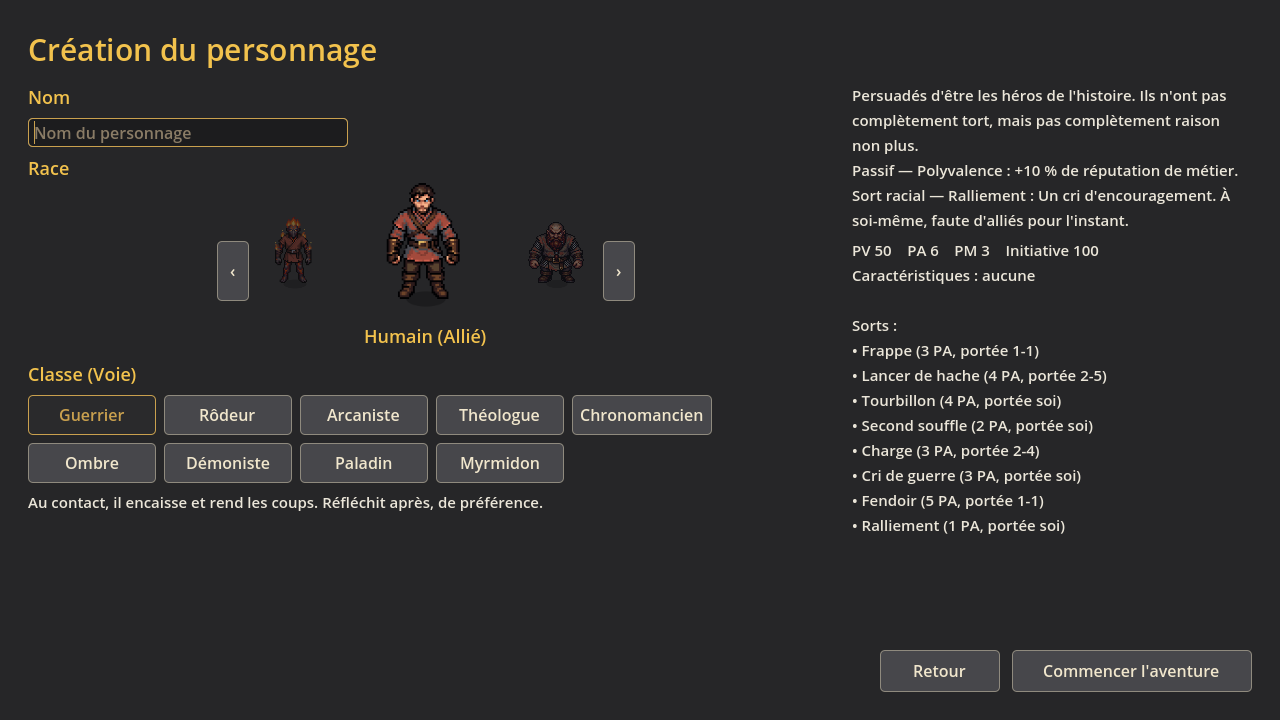 Création du personnage
Nom
Nom du personnage
Race
‹
›
Humain (Allié)
Classe (Voie)
Guerrier
Rôdeur
Arcaniste
Théologue
Chronomancien
Ombre
Démoniste
Paladin
Myrmidon
Au contact, il encaisse et rend les coups. Réfléchit après, de préférence.
Persuadés d'être les héros de l'histoire. Ils n'ont pas
complètement tort, mais pas complètement raison
non plus.
Passif — Polyvalence : +10 % de réputation de métier.
Sort racial — Ralliement : Un cri d'encouragement. À
soi-même, faute d'alliés pour l'instant.
PV 50 PA 6 PM 3 Initiative 100
Caractéristiques : aucune
Sorts :
• Frappe (3 PA, portée 1-1)
• Lancer de hache (4 PA, portée 2-5)
• Tourbillon (4 PA, portée soi)
• Second souffle (2 PA, portée soi)
• Charge (3 PA, portée 2-4)
• Cri de guerre (3 PA, portée soi)
• Fendoir (5 PA, portée 1-1)
• Ralliement (1 PA, portée soi)
Retour
Commencer l'aventure